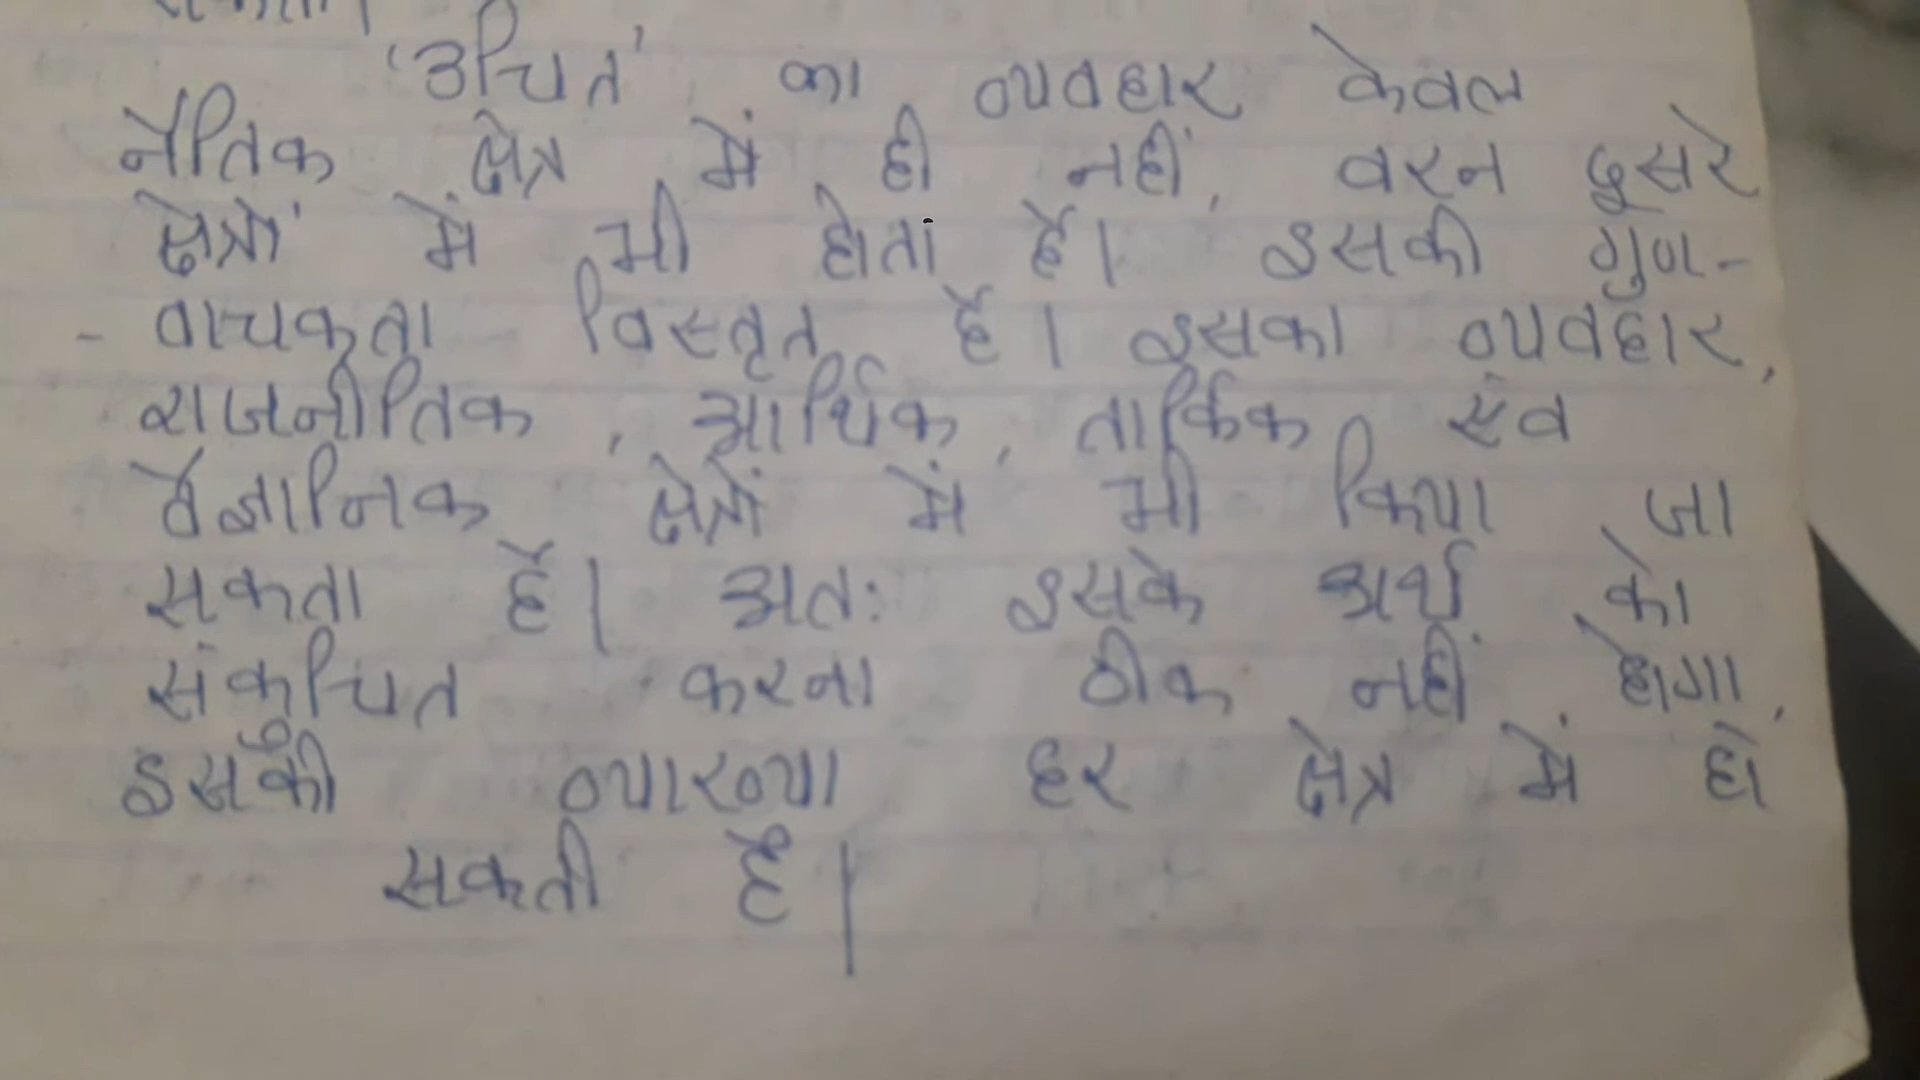 'उचित' का व्यवहार केवल
नैतिक क्षेत्र में ही नहीं, वरन दुसरे
क्षेत्रों में भी होता है। इसकी गुण-
- वाचकता विस्तृत है। इसका व्यवहार,
राजनीतिक, आर्थिक, तार्किक एंव
वैज्ञानिक क्षेत्रों में भी किया जा
सकता है। अतः इसके अर्थ को
संकुचित करना ठीक नहीं होगा,
इसकी व्याख्या हर क्षेत्र में हो
सकती है।